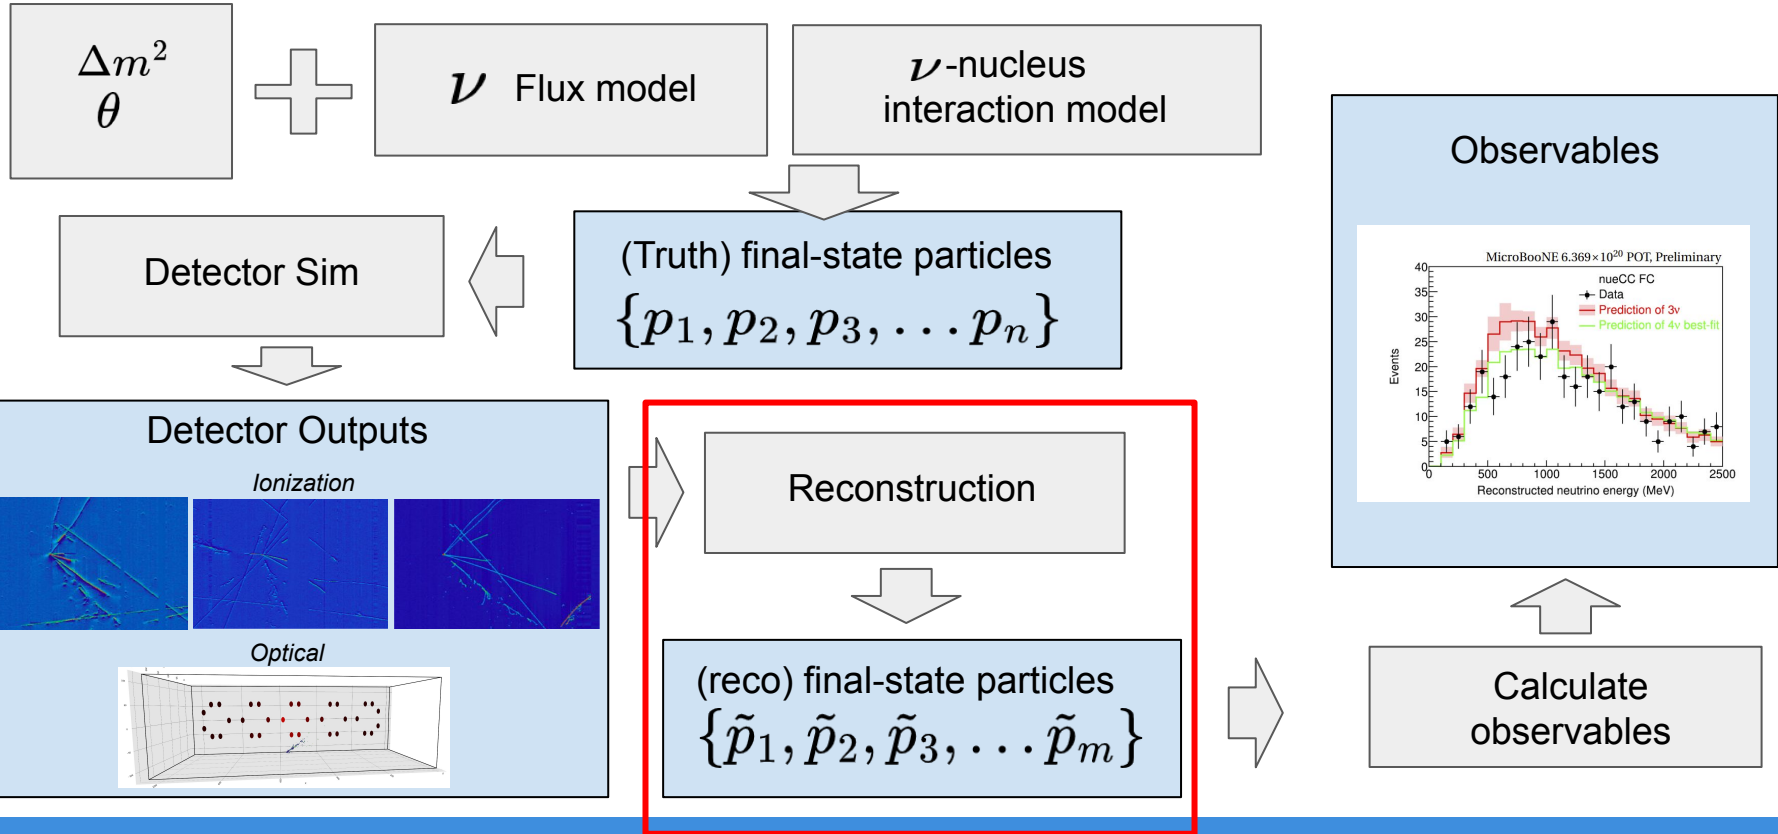 Δm²
θ
ν Flux model
ν-nucleus
interaction model
(Truth) final-state particles
{p₁, p₂, p₃, . . . pₙ}
Detector Sim
Detector Outputs
Ionization
Optical
Reconstruction
(reco) final-state particles
{p̃₁, p̃₂, p̃₃, . . . p̃ₘ}
Calculate
observables
Observables
MicroBooNE 6.369×10²⁰ POT, Preliminary
nueCC FC
Data
Prediction of 3ν
Prediction of 4ν best-fit
Events
40
35
30
25
20
15
10
5
0
0 500 1000 1500 2000 2500
Reconstructed neutrino energy (MeV)